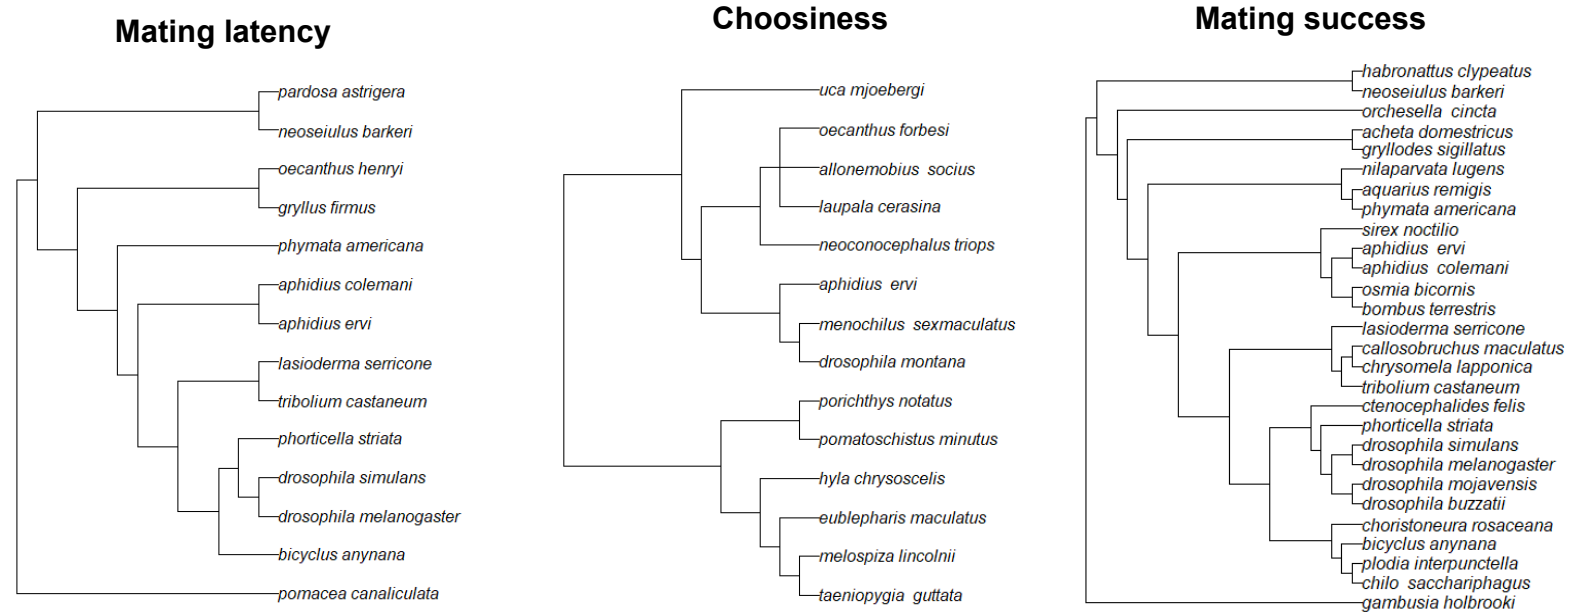 Mating latency
pardosa astrigera
neoseiulus barkeri
oecanthus henryi
gryllus firmus
phymata americana
aphidius colemani
aphidius ervi
lasioderma serricone
tribolium castaneum
phorticella striata
drosophila simulans
drosophila melanogaster
bicyclus anynana
pomacea canaliculata
Choosiness
uca mjoebergi
oecanthus forbesi
allonemobius socius
laupala cerasina
neoconocephalus triops
aphidius ervi
menochilus sexmaculatus
drosophila montana
porichthys notatus
pomatoschistus minutus
hyla chrysoscelis
eublepharis maculatus
melospiza lincolnii
taeniopygia guttata
Mating success
habronattus clypeatus
neoseiulus barkeri
orchesella cincta
acheta domestricus
gryllodes sigillatus
nilaparvata lugens
aquarius remigis
phymata americana
sirex noctilio
aphidius ervi
aphidius colemani
osmia bicornis
bombus terrestris
lasioderma serricone
callosobruchus maculatus
chrysomela lapponica
tribolium castaneum
ctenocephalides felis
phorticella striata
drosophila simulans
drosophila melanogaster
drosophila mojavensis
drosophila buzzatii
choristoneura rosaceana
bicyclus anynana
plodia interpunctella
chilo sacchariphagus
gambusia holbrooki